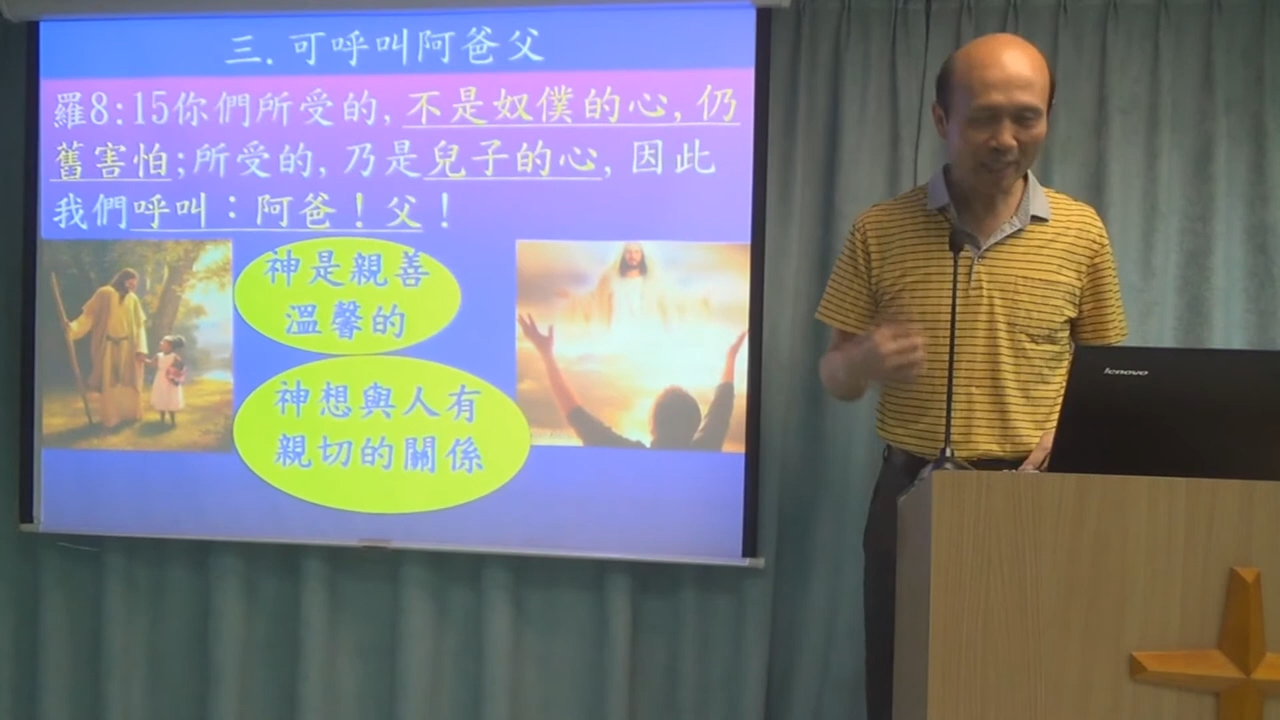 三.可呼叫阿爸父
羅8:15你們所受的,不是奴僕的心,仍
舊害怕;所受的,乃是兒子的心,因此
我們呼叫：阿爸！父！
神是親善
溫馨的
神想與人有
親切的關係
lenovo